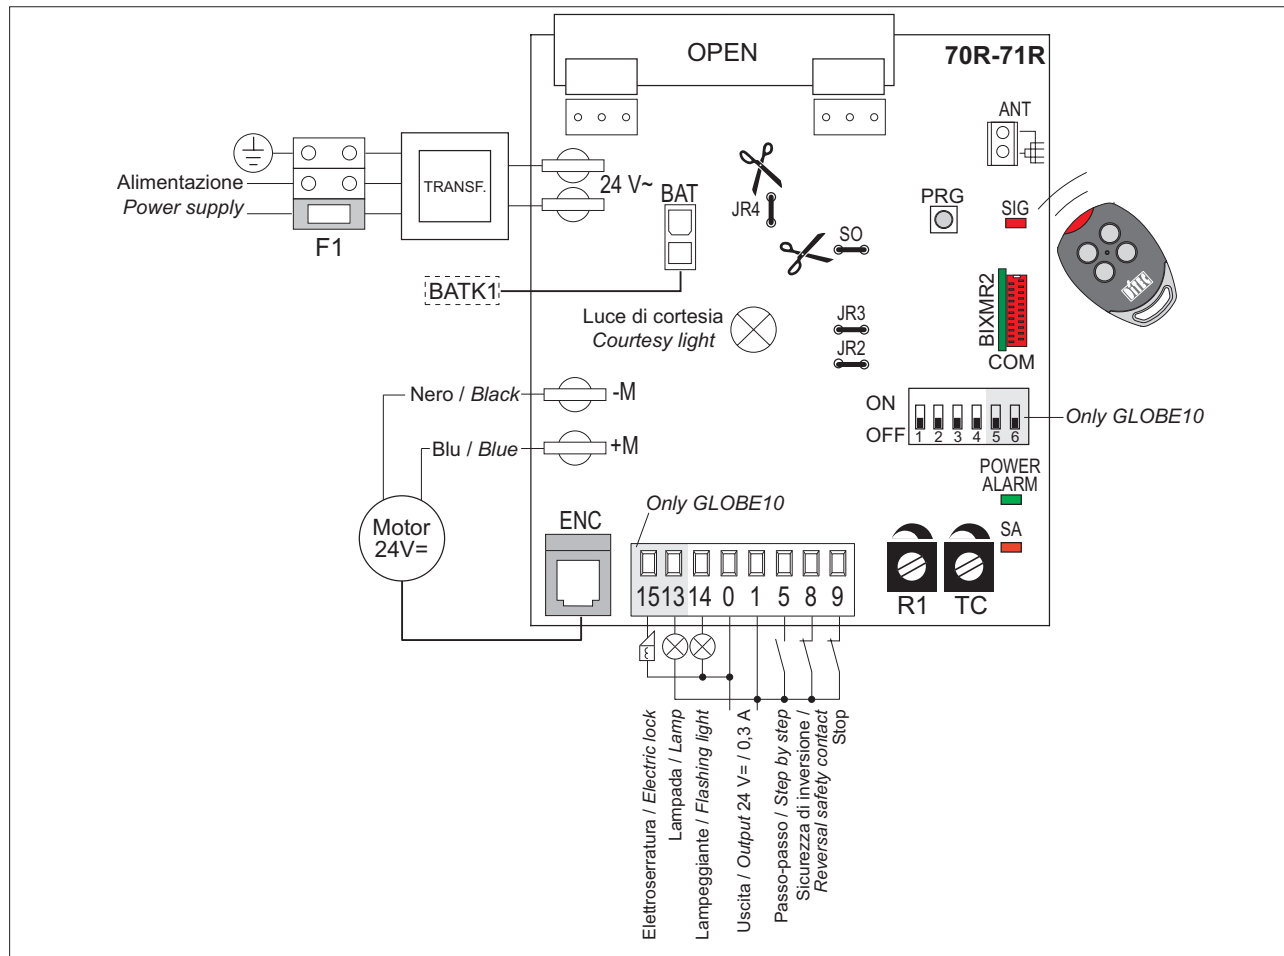 OPEN
70R-71R
ANT
Alimentazione
Power supply
F1
TRANSF.
24 V~
BAT
BATK1
JR4
SO
PRG
SIG
DITEC
BIXMR2
COM
Luce di cortesia
Courtesy light
JR3
JR2
Nero / Black
-M
Blu / Blue
+M
ON
OFF
1 2 3 4 5 6
Only GLOBE10
POWER
ALARM
SA
Motor
24V=
ENC
Only GLOBE10
15 13 14 0 1 5 8 9
R1
TC
Elettroserratura / Electric lock
Lampada / Lamp
Lampeggiante / Flashing light
Uscita / Output 24 V= / 0,3 A
Passo-passo / Step by step
Sicurezza di inversione /
Reversal safety contact
Stop